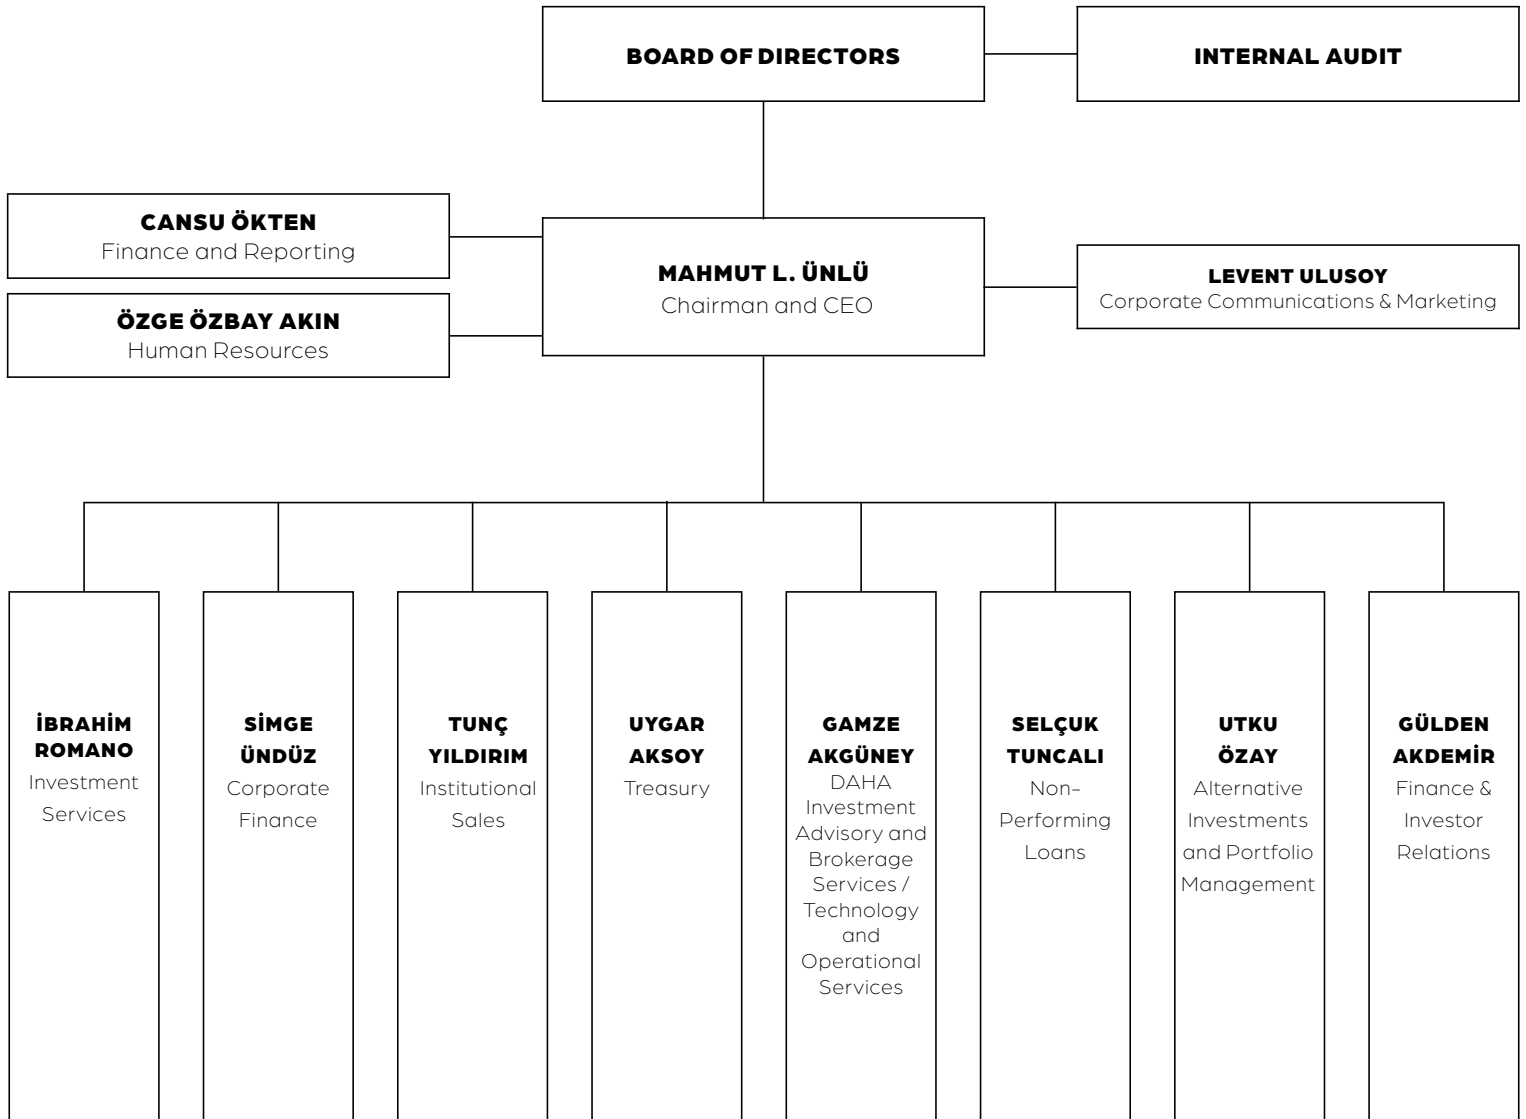 BOARD OF DIRECTORS
INTERNAL AUDIT
CANSU ÖKTEN
Finance and Reporting
ÖZGE ÖZBAY AKIN
Human Resources
MAHMUT L. ÜNLÜ
Chairman and CEO
LEVENT ULUSOY
Corporate Communications & Marketing
İBRAHİM
ROMANO
Investment
Services
SİMGE
ÜNDÜZ
Corporate
Finance
TUNÇ
YILDIRIM
Institutional
Sales
UYGAR
AKSOY
Treasury
GAMZE
AKGÜNEY
DAHA
Investment
Advisory and
Brokerage
Services /
Technology
and
Operational
Services
SELÇUK
TUNCALI
Non-
Performing
Loans
UTKU
ÖZAY
Alternative
Investments
and Portfolio
Management
GÜLDEN
AKDEMİR
Finance &
Investor
Relations